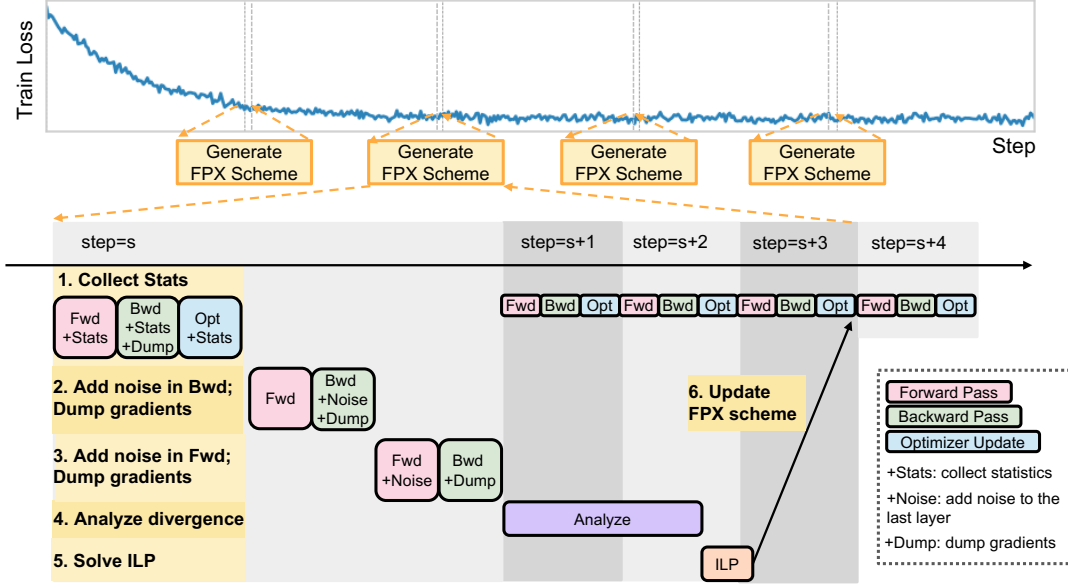 Train Loss
Step
Generate
FPX Scheme
Generate
FPX Scheme
Generate
FPX Scheme
Generate
FPX Scheme
step=s
step=s+1
step=s+2
step=s+3
step=s+4
1. Collect Stats
Fwd
+Stats
Bwd
+Stats
+Dump
Opt
+Stats
Fwd Bwd Opt Fwd Bwd Opt Fwd Bwd Opt Fwd Bwd Opt
2. Add noise in Bwd;
Dump gradients
Fwd
Bwd
+Noise
+Dump
3. Add noise in Fwd;
Dump gradients
Fwd
+Noise
Bwd
+Dump
4. Analyze divergence
Analyze
5. Solve ILP
ILP
6. Update
FPX scheme
Forward Pass
Backward Pass
Optimizer Update
+Stats: collect statistics
+Noise: add noise to the
last layer
+Dump: dump gradients